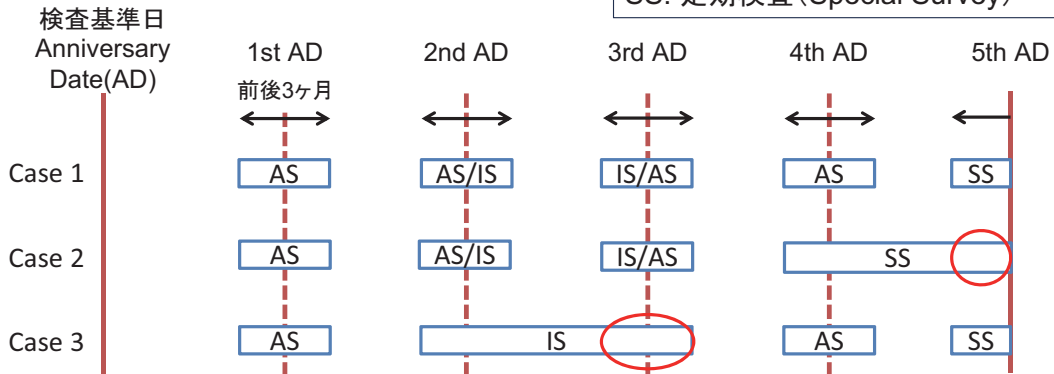 SS: 定期検査(Special Survey)
検査基準日
Anniversary
Date(AD)
1st AD
2nd AD
3rd AD
4th AD
5th AD
前後3ヶ月
Case 1
AS
AS/IS
IS/AS
AS
SS
Case 2
AS
AS/IS
IS/AS
SS
Case 3
AS
IS
AS
SS